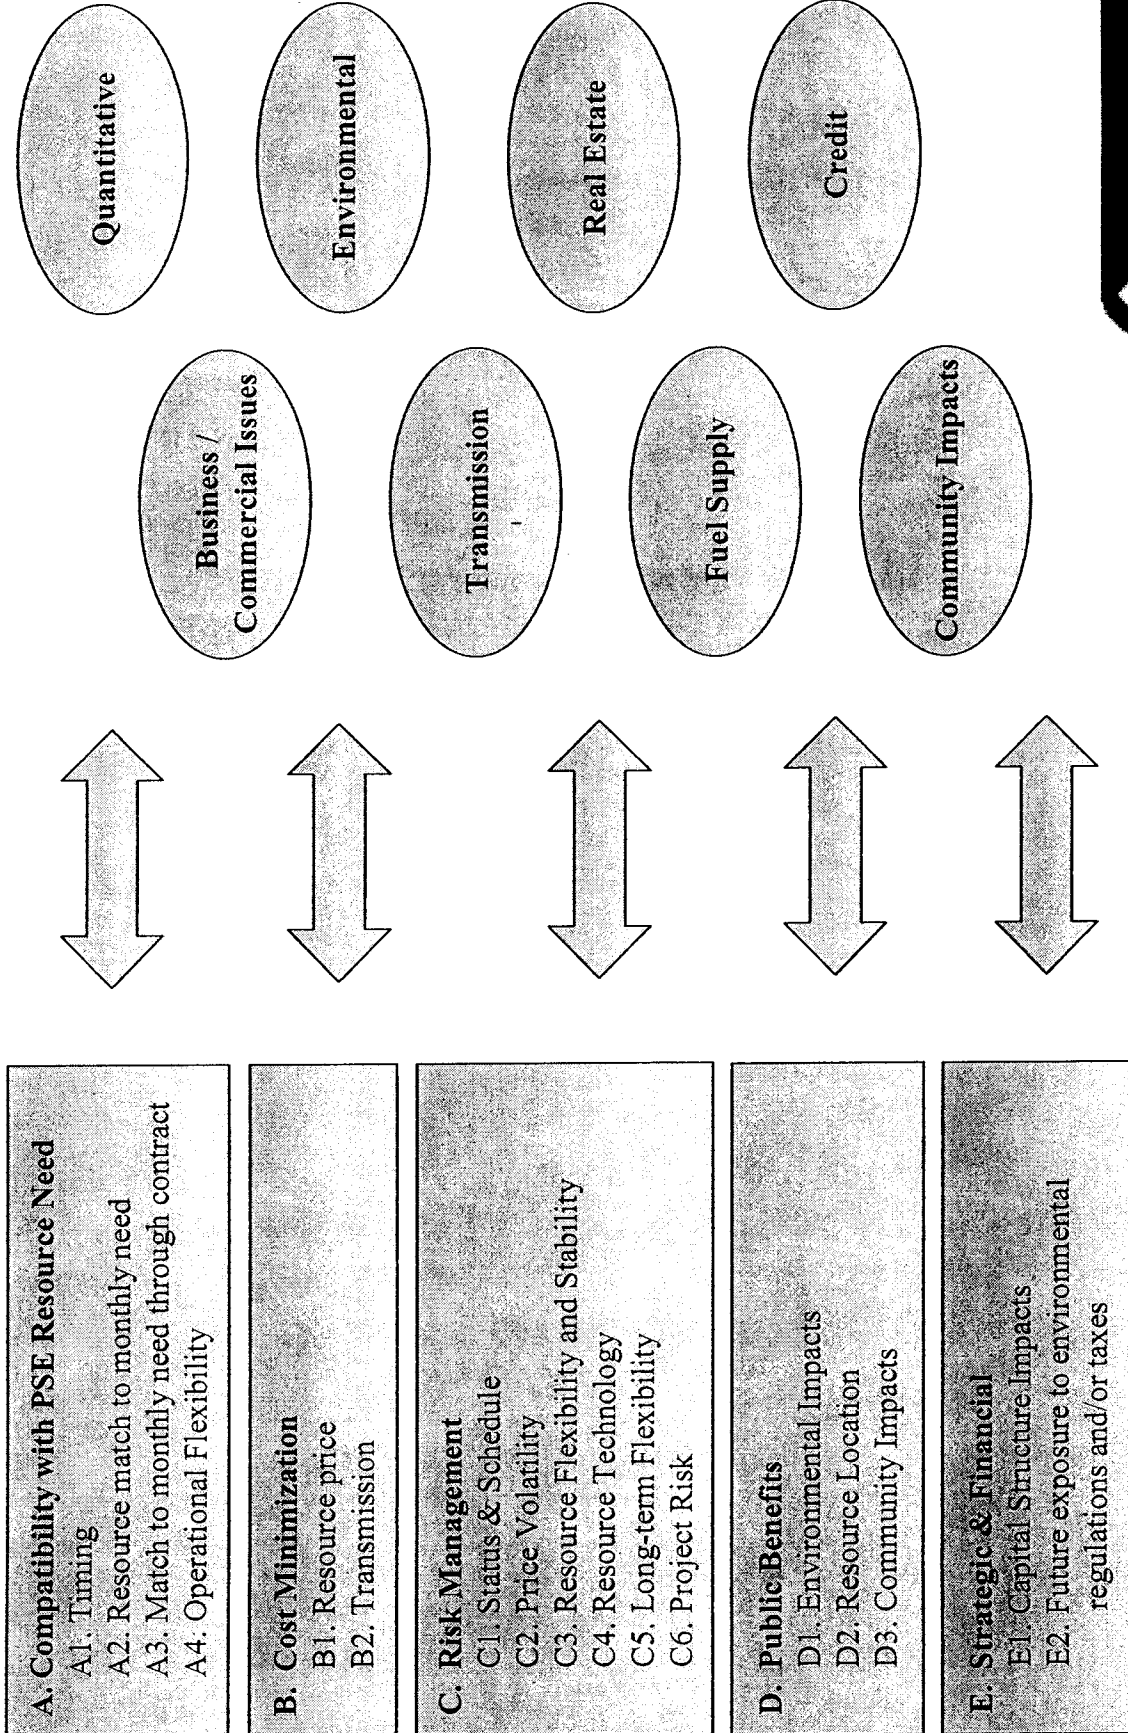 A. Compatibility with PSE Resource Need
A1. Timing
A2. Resource match to monthly need
A3. Match to monthly need through contract
A4. Operational Flexibility
B. Cost Minimization
B1. Resource price
B2. Transmission
C. Risk Management
C1. Status & Schedule
C2. Price Volatility
C3. Resource Flexibility and Stability
C4. Resource Technology
C5. Long-term Flexibility
C6. Project Risk
D. Public Benefits
D1. Environmental Impacts
D2. Resource Location
D3. Community Impacts
E. Strategic & Financial
E1. Capital Structure Impacts
E2. Future exposure to environmental
regulations and/or taxes
Business /
Commercial Issues
Transmission
Fuel Supply
Community Impacts
Quantitative
Environmental
Real Estate
Credit